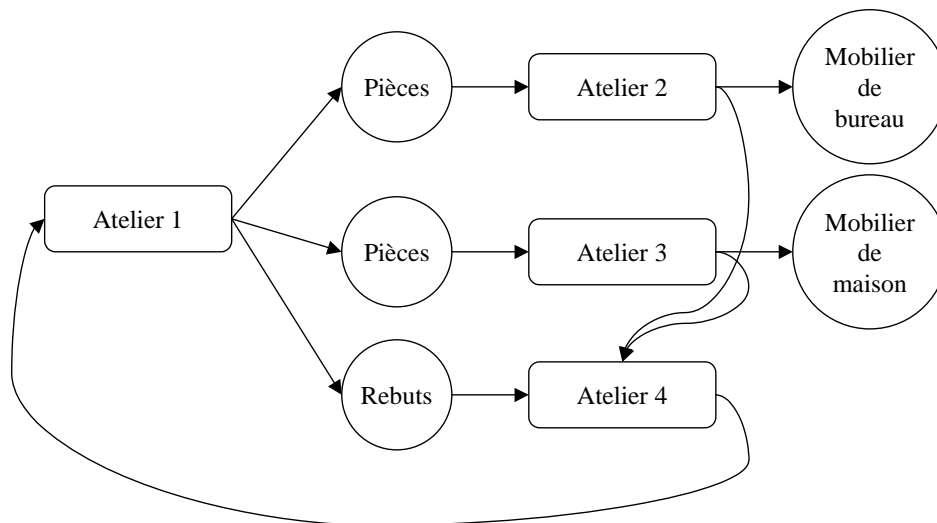 Pièces
Atelier 2
Mobilier
de
bureau
Atelier 1
Pièces
Atelier 3
Mobilier
de
maison
Rebuts
Atelier 4